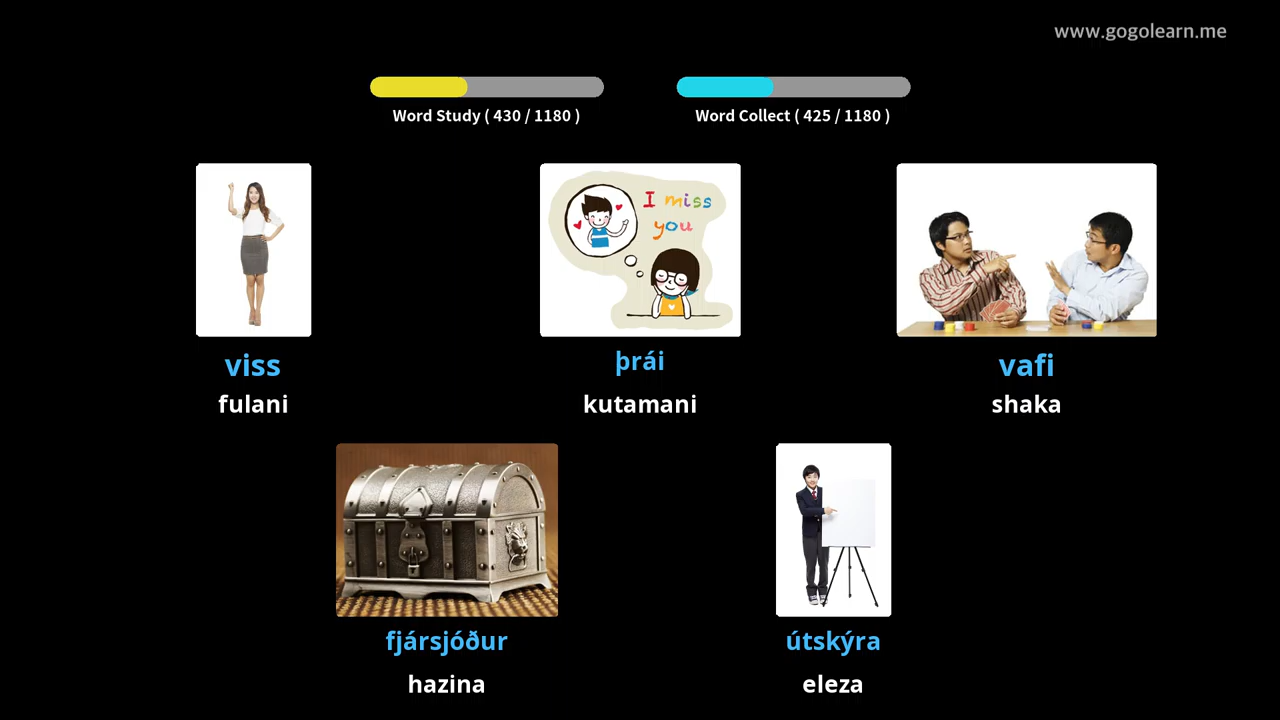 www.gogolearn.me
Word Study ( 430 / 1180 )
Word Collect ( 425 / 1180 )
I miss
you
viss
þrái
vafi
fulani
kutamani
shaka
fjársjóður
útskýra
hazina
eleza